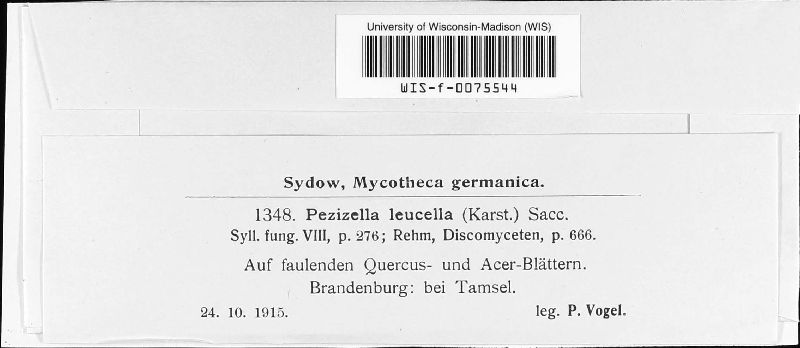 University of Wisconsin-Madison (WIS)
WIS-f-0075544
Sydow, Mycotheca germanica.
1348. Pezizella leucella (Karst.) Sacc.
Syll. fung. VIII, p. 276; Rehm, Discomyceten, p. 666.
Auf faulenden Quercus- und Acer-Blättern.
Brandenburg: bei Tamsel.
24. 10. 1915. leg. P. Vogel.